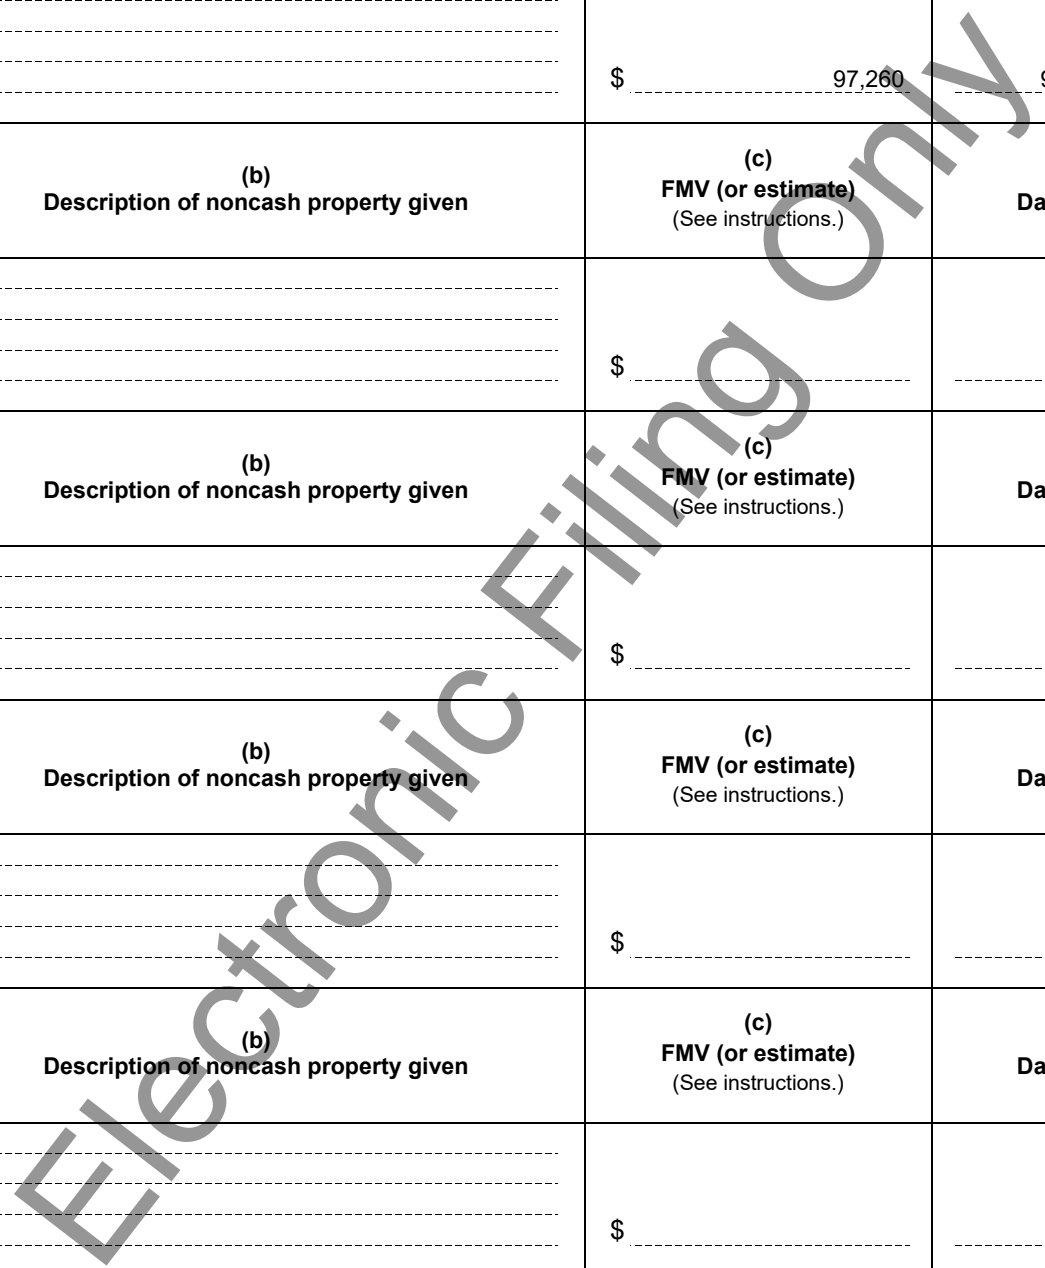 $ 97,260 9
(b)
Description of noncash property given
(c)
FMV (or estimate)
(See instructions.)
Da
$
(b)
Description of noncash property given
(c)
FMV (or estimate)
(See instructions.)
Da
$
(b)
Description of noncash property given
(c)
FMV (or estimate)
(See instructions.)
Da
$
(b)
Description of noncash property given
(c)
FMV (or estimate)
(See instructions.)
Da
$
Electronic Filing Only